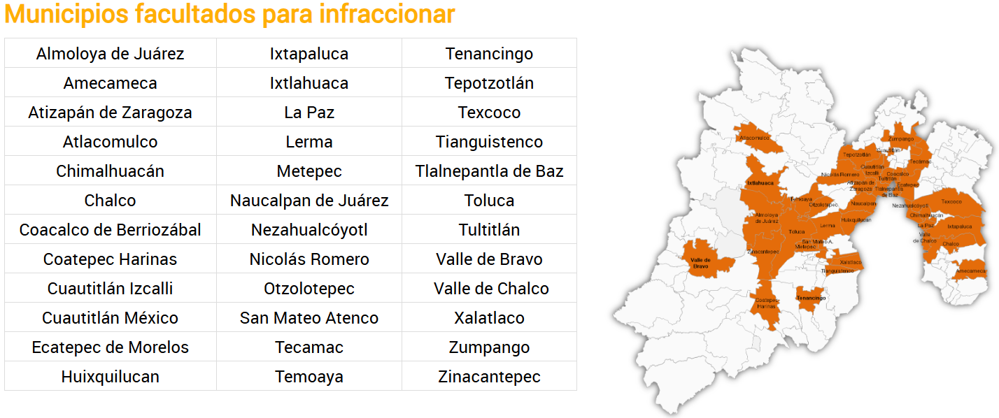 Municipios facultados para infraccionar
Almoloya de Juárez Ixtapaluca Tenancingo
Amecameca Ixtlahuaca Tepotzotlán
Atizapán de Zaragoza La Paz Texcoco
Atlacomulco Lerma Tianguistenco
Chimalhuacán Metepec Tlalnepantla de Baz
Chalco Naucalpan de Juárez Toluca
Coacalco de Berriozábal Nezahualcóyotl Tultitlán
Coatepec Harinas Nicolás Romero Valle de Bravo
Cuautitlán Izcalli Otzolotepec Valle de Chalco
Cuautitlán México San Mateo Atenco Xalatlaco
Ecatepec de Morelos Tecamac Zumpango
Huixquilucan Temoaya Zinacantepec
Atlacomulco
Zumpango
Cuautitlán
Tepotzotlán
Tecámac
Cuautitlán
Izcalli
Nicolás Romero
Coacalco
Tultitlán
Ixtlahuaca
Atizapán de
Zaragoza
Ecatepec
Tlalnepantla
de Baz
Temoaya
Otzolotepec
Naucalpan
Nezahualcóyotl
Texcoco
Almoloya
de Juárez
Chimalhuacán
Huixquilucan
Lerma
La Paz
Ixtapaluca
Toluca
Valle
de Chalco
San Mateo A.
Metepec
Chalco
Zinacantepec
Valle de
Bravo
Xalatlaco
Tianguistenco
Amecameca
Coatepec
Harinas
Tenancingo